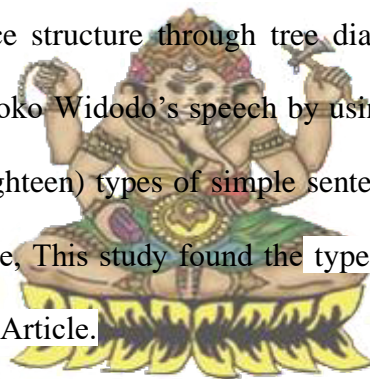 ce structure through tree dia
oko Widodo's speech by usin
ghteen) types of simple sente
e, This study found the type
Article.